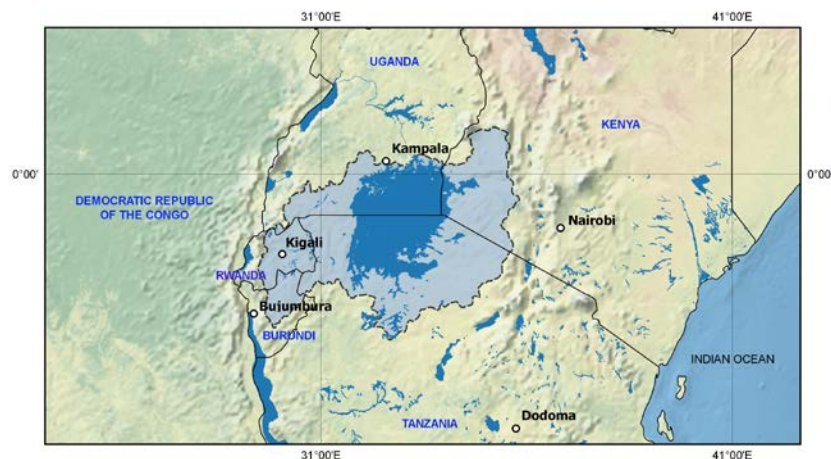 31°00'E
41°00'E
UGANDA
KENYA
Kampala
0°00'
0°00'
DEMOCRATIC REPUBLIC
OF THE CONGO
Nairobi
Kigali
RWANDA
Bujumbura
BURUNDI
INDIAN OCEAN
TANZANIA
Dodoma
31°00'E
41°00'E